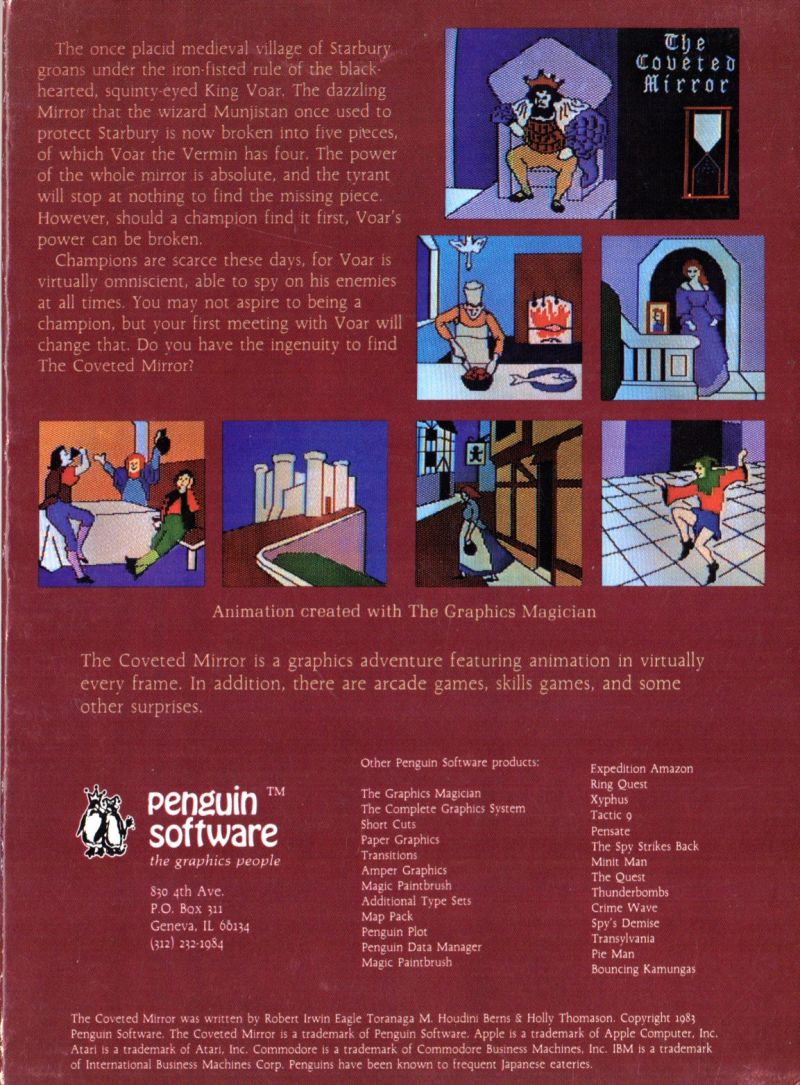 The once placid medieval village of Starbury
groans under the iron-fisted rule of the black-
hearted, squinty-eyed King Voar. The dazzling
Mirror that the wizard Munjistan once used to
protect Starbury is now broken into five pieces,
of which Voar the Vermin has four. The power
of the whole mirror is absolute, and the tyrant
will stop at nothing to find the missing piece.
However, should a champion find it first, Voar's
power can be broken.
Champions are scarce these days, for Voar is
virtually omniscient, able to spy on his enemies
at all times. You may not aspire to being a
champion, but your first meeting with Voar will
change that. Do you have the ingenuity to find
The Coveted Mirror?
The
Coveted
Mirror
Animation created with The Graphics Magician
The Coveted Mirror is a graphics adventure featuring animation in virtually
every frame. In addition, there are arcade games, skills games, and some
other surprises.
penguin TM
software
the graphics people
830 4th Ave.
P.O. Box 311
Geneva, IL 60134
(312) 232-1984
Other Penguin Software products:
The Graphics Magician
The Complete Graphics System
Short Cuts
Paper Graphics
Transitions
Amper Graphics
Magic Paintbrush
Additional Type Sets
Map Pack
Penguin Plot
Penguin Data Manager
Magic Paintbrush
Expedition Amazon
Ring Quest
Xyphus
Tactic 9
Pensate
The Spy Strikes Back
Minit Man
The Quest
Thunderbombs
Crime Wave
Spy's Demise
Transylvania
Pie Man
Bouncing Kamungas
The Coveted Mirror was written by Robert Irwin Eagle Toranaga M. Houdini Berns & Holly Thomason. Copyright 1983
Penguin Software. The Coveted Mirror is a trademark of Penguin Software. Apple is a trademark of Apple Computer, Inc.
Atari is a trademark of Atari, Inc. Commodore is a trademark of Commodore Business Machines, Inc. IBM is a trademark
of International Business Machines Corp. Penguins have been known to frequent Japanese eateries.